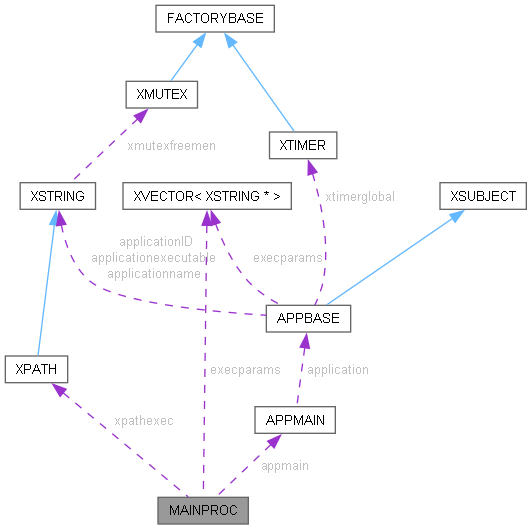 FACTORYBASE
XMUTEX
xmutexfreemen
XTIMER
XSTRING
XVECTOR< XSTRING * >
xtimerglobal
XSUBJECT
applicationID
applicationexecutable
applicationname
execparams
APPBASE
XPATH
execparams
application
xpathexec
APPMAIN
appmain
MAINPROC